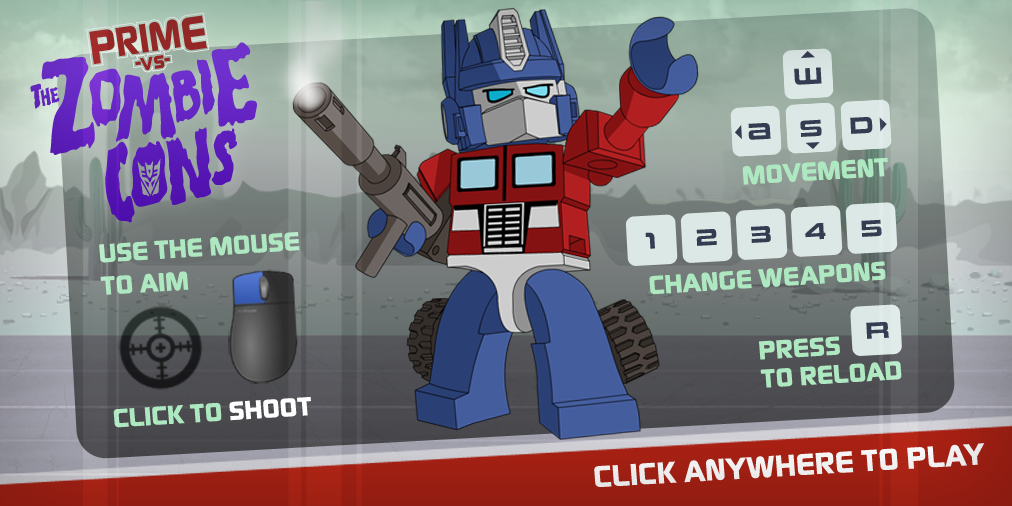 PRIME
-VS-
THE ZOMBIE
CONS
USE THE MOUSE
TO AIM
CLICK TO SHOOT
W
A S D
MOVEMENT
1 2 3 4 5
CHANGE WEAPONS
PRESS R
TO RELOAD
CLICK ANYWHERE TO PLAY